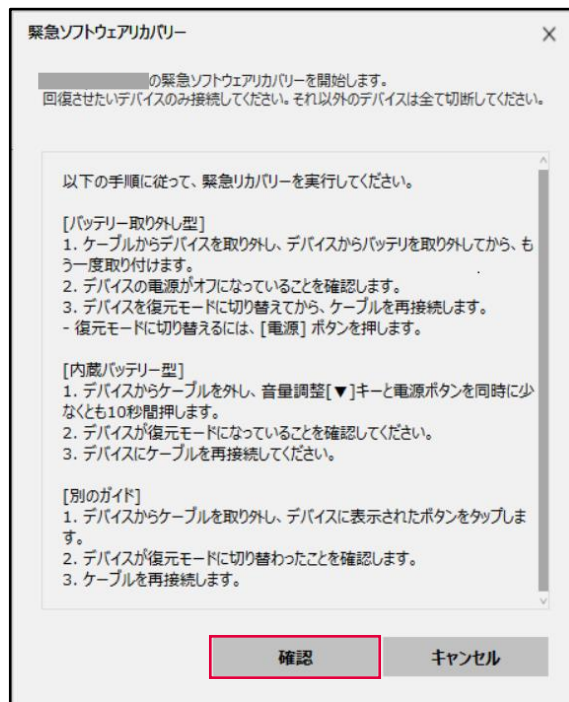 緊急ソフトウェアリカバリー
の緊急ソフトウェアリカバリーを開始します。
回復させたいデバイスのみ接続してください。それ以外のデバイスは全て切断してください。
以下の手順に従って、緊急リカバリーを実行してください。
[バッテリー取り外し型]
1. ケーブルからデバイスを取り外し、デバイスからバッテリを取り外してから、も
う一度取り付けます。
2. デバイスの電源がオフになっていることを確認します。
3. デバイスを復元モードに切り替えてから、ケーブルを再接続します。
- 復元モードに切り替えるには、[電源] ボタンを押します。
[内蔵バッテリー型]
1. デバイスからケーブルを外し、音量調整[▼]キーと電源ボタンを同時に少
なくとも10秒間押します。
2. デバイスが復元モードになっていることを確認してください。
3. デバイスにケーブルを再接続してください。
[別のガイド]
1. デバイスからケーブルを取り外し、デバイスに表示されたボタンをタップしま
す。
2. デバイスが復元モードに切り替わったことを確認します。
3. ケーブルを再接続します。
確認 キャンセル